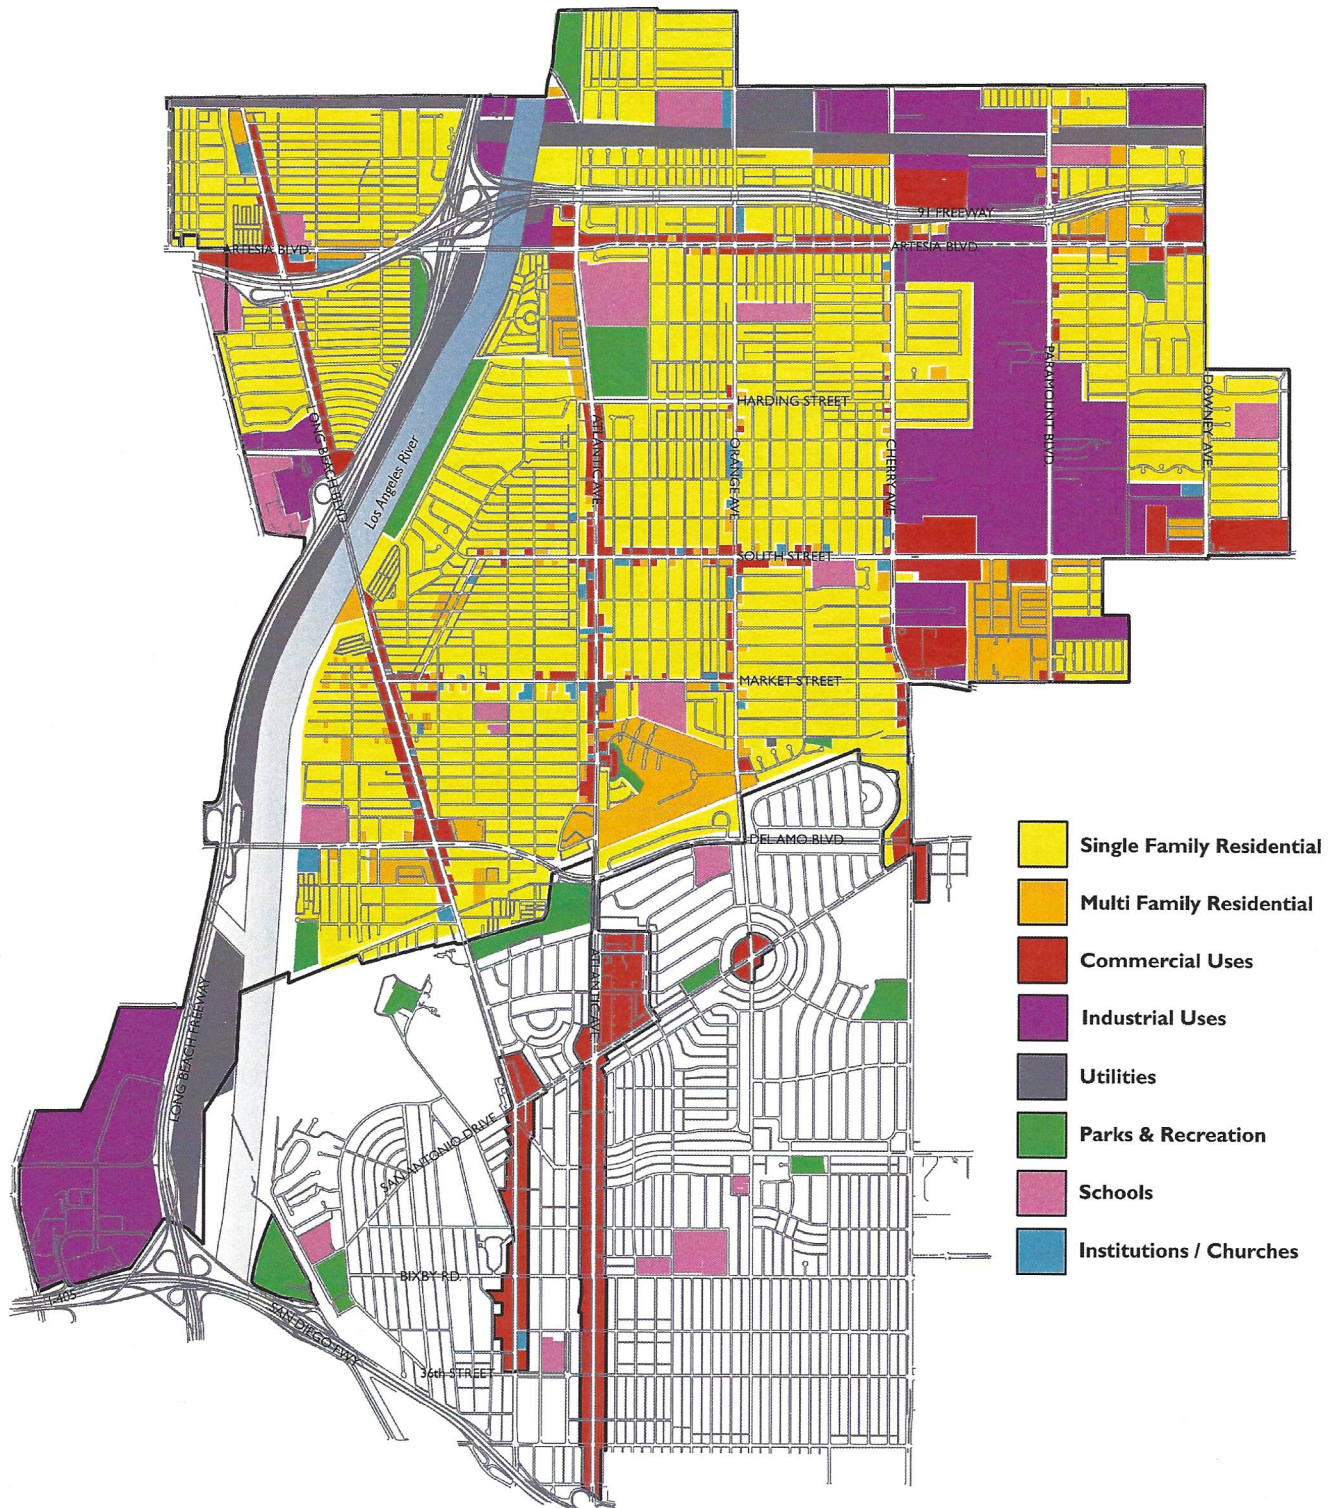 91 FREEWAY
ARTESIA BLVD.
ARTESIA BLVD.
HARDING STREET
PARAMOUNT BLVD.
DOWNEY AVE
LONG BEACH BLVD.
Los Angeles River
ATLANTIC AVE
ORANGE AVE.
CHERRY AVE.
SOUTH STREET
MARKET STREET
DEL AMO BLVD.
ATLANTIC AVE.
LONG BEACH FREEWAY
SAN ANTONIO DRIVE
BIXBY RD.
I-405
SAN DIEGO FWY
36th STREET
Single Family Residential
Multi Family Residential
Commercial Uses
Industrial Uses
Utilities
Parks & Recreation
Schools
Institutions / Churches